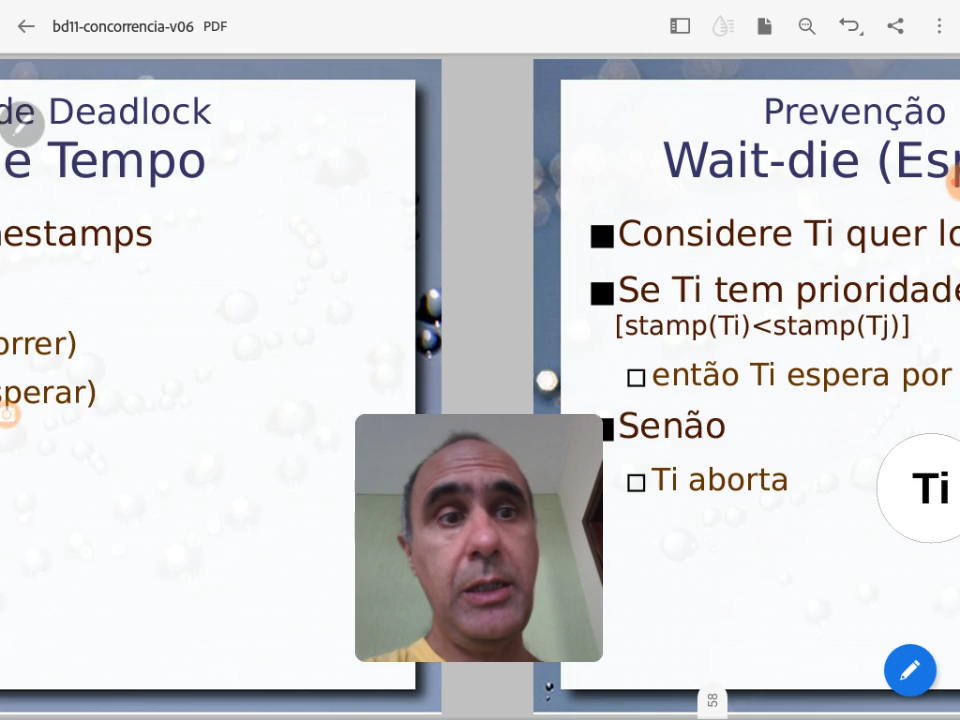 bd11-concorrencia-v06 PDF
de Deadlock
e Tempo
estamps
orrer)
sperar)
Prevenção
Wait-die (Es
■Considere Ti quer lo
■Se Ti tem prioridade
[stamp(Ti)<stamp(Tj)]
□então Ti espera por
■Senão
□Ti aborta
Ti
58